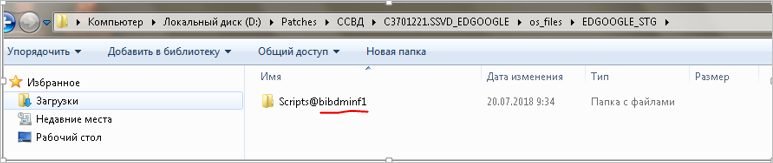 Компьютер ▸ Локальный диск (D:) ▸ Patches ▸ ССВД ▸ C3701221.SSVD_EDGOOGLE ▸ os_files ▸ EDGOOGLE_STG ▸
Упорядочить Добавить в библиотеку Общий доступ Новая папка
Избранное
Загрузки
Недавние места
Рабочий стол
Имя Дата изменения Тип Размер
Scripts@bibdminf1 20.07.2018 9:34 Папка с файлами